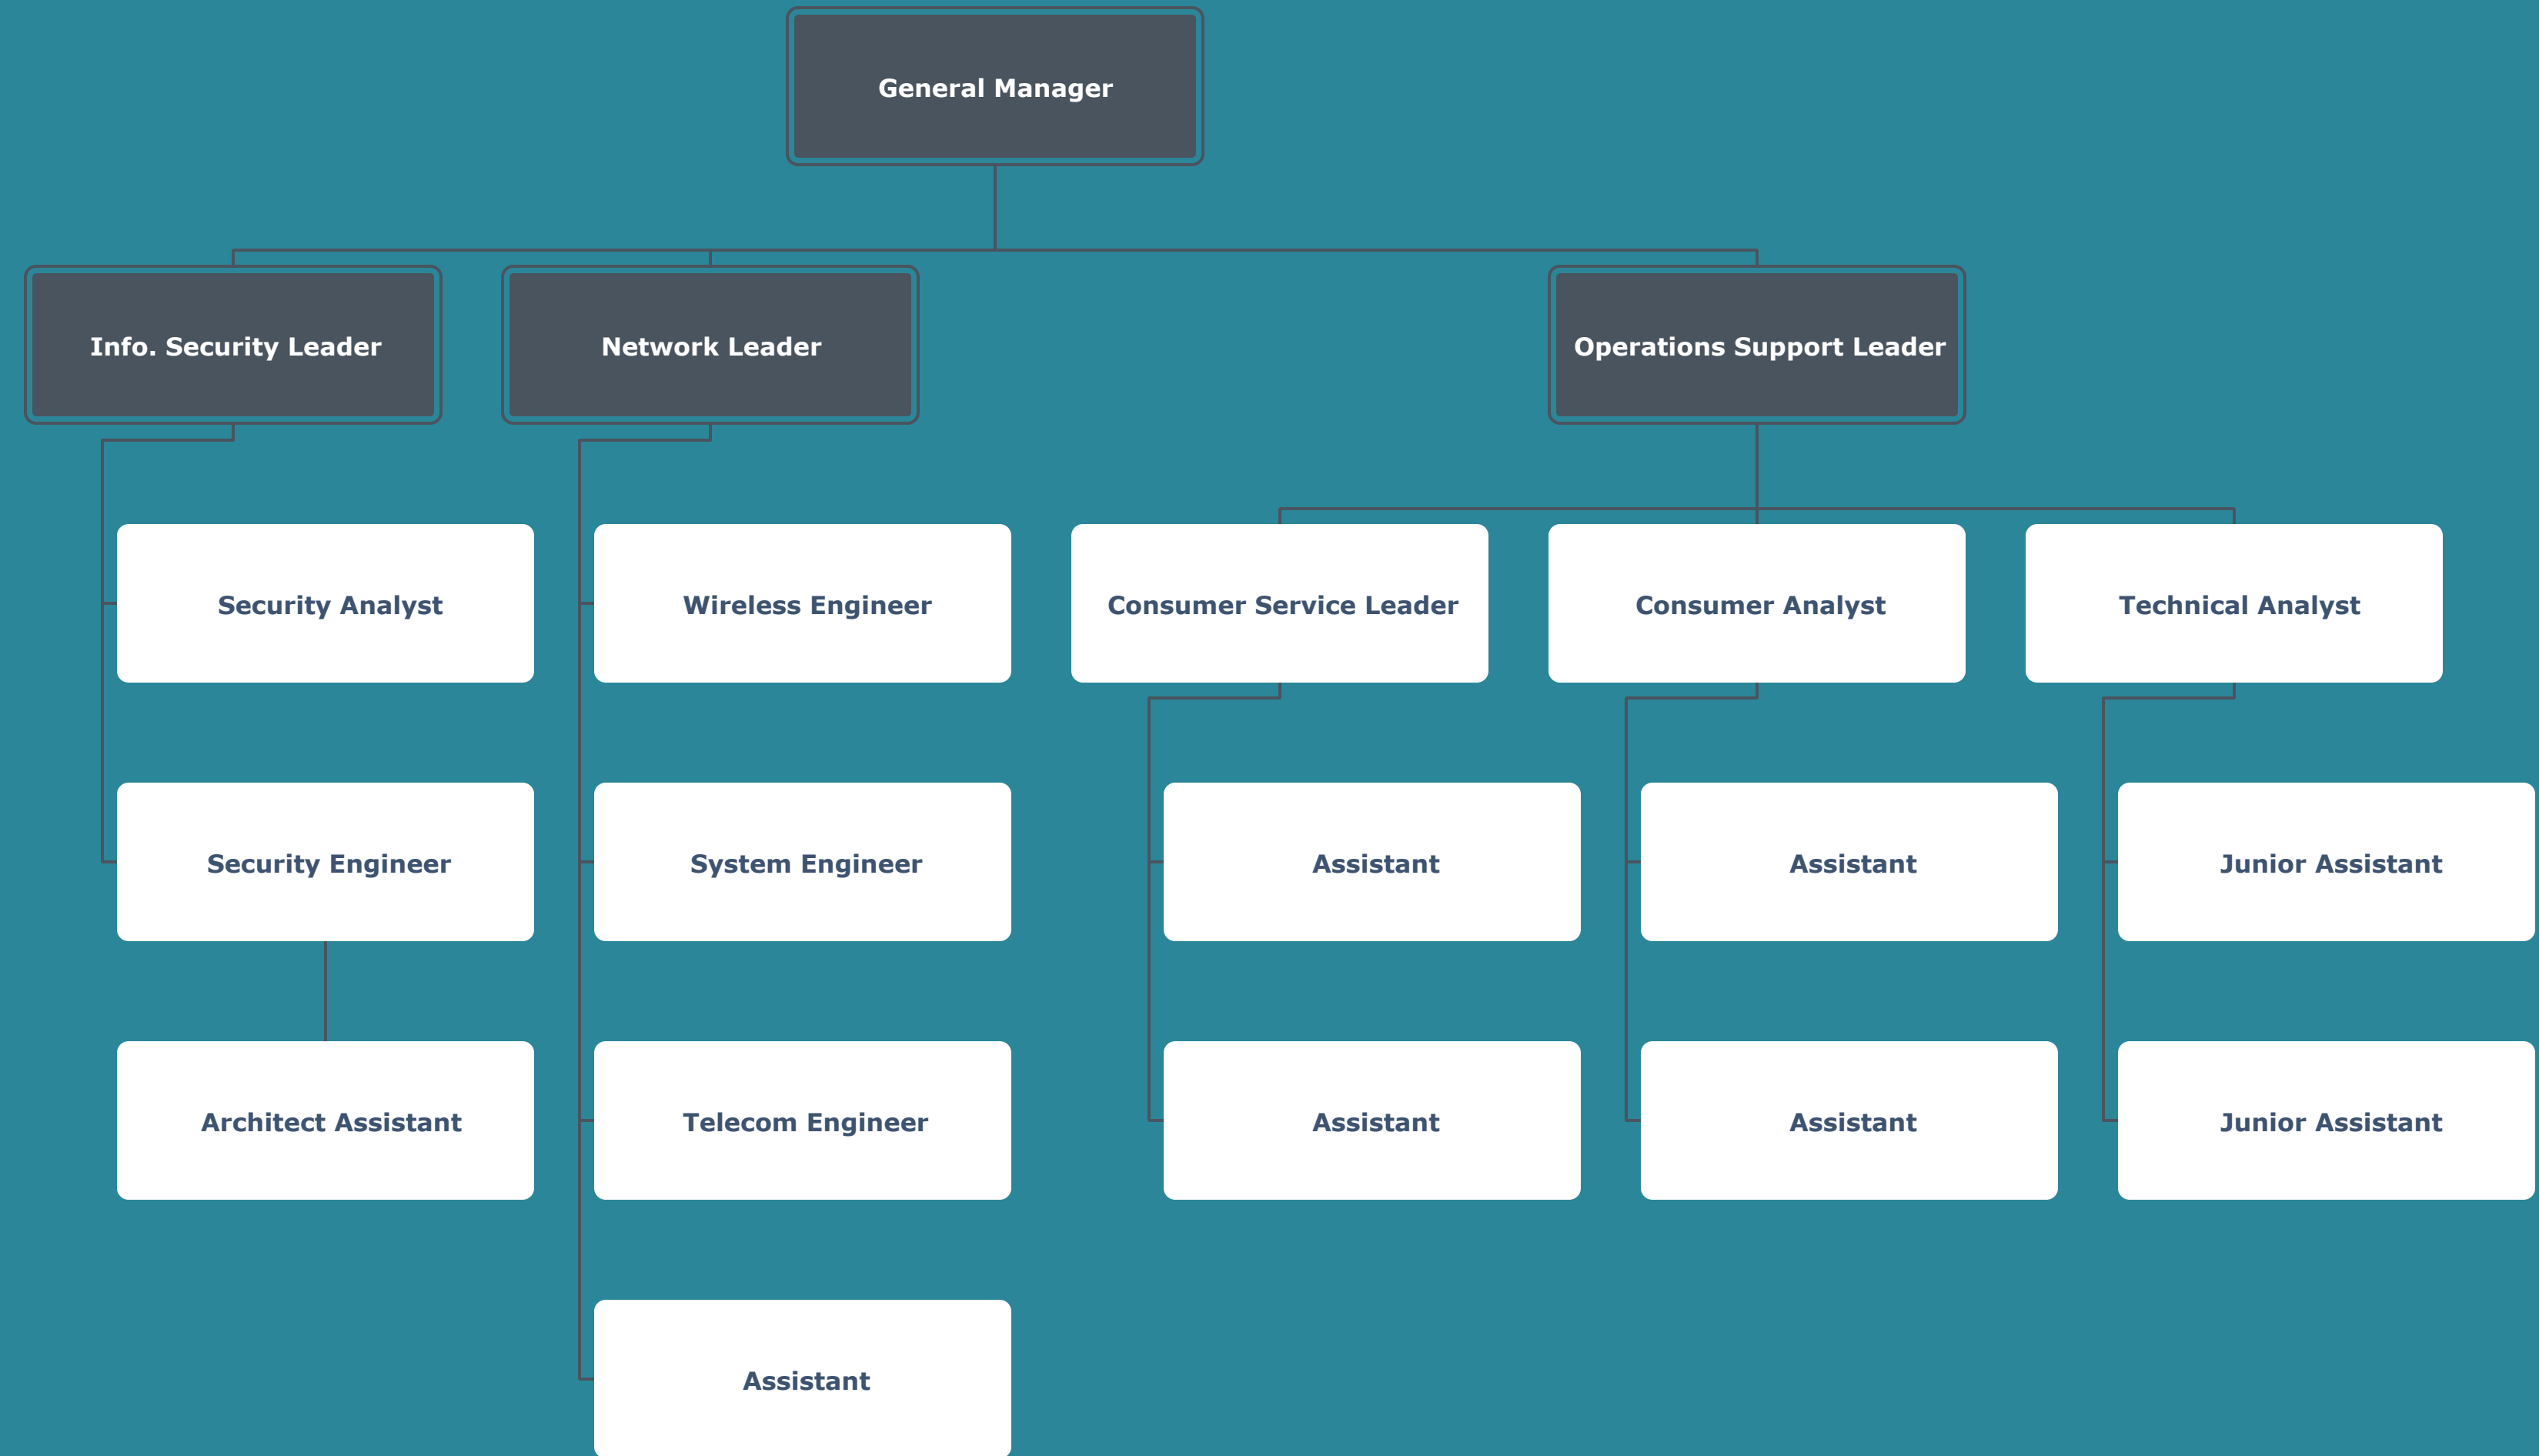 General Manager
Info. Security Leader
Network Leader
Operations Support Leader
Security Analyst
Wireless Engineer
Consumer Service Leader
Consumer Analyst
Technical Analyst
Security Engineer
System Engineer
Assistant
Assistant
Junior Assistant
Architect Assistant
Telecom Engineer
Assistant
Assistant
Junior Assistant
Assistant